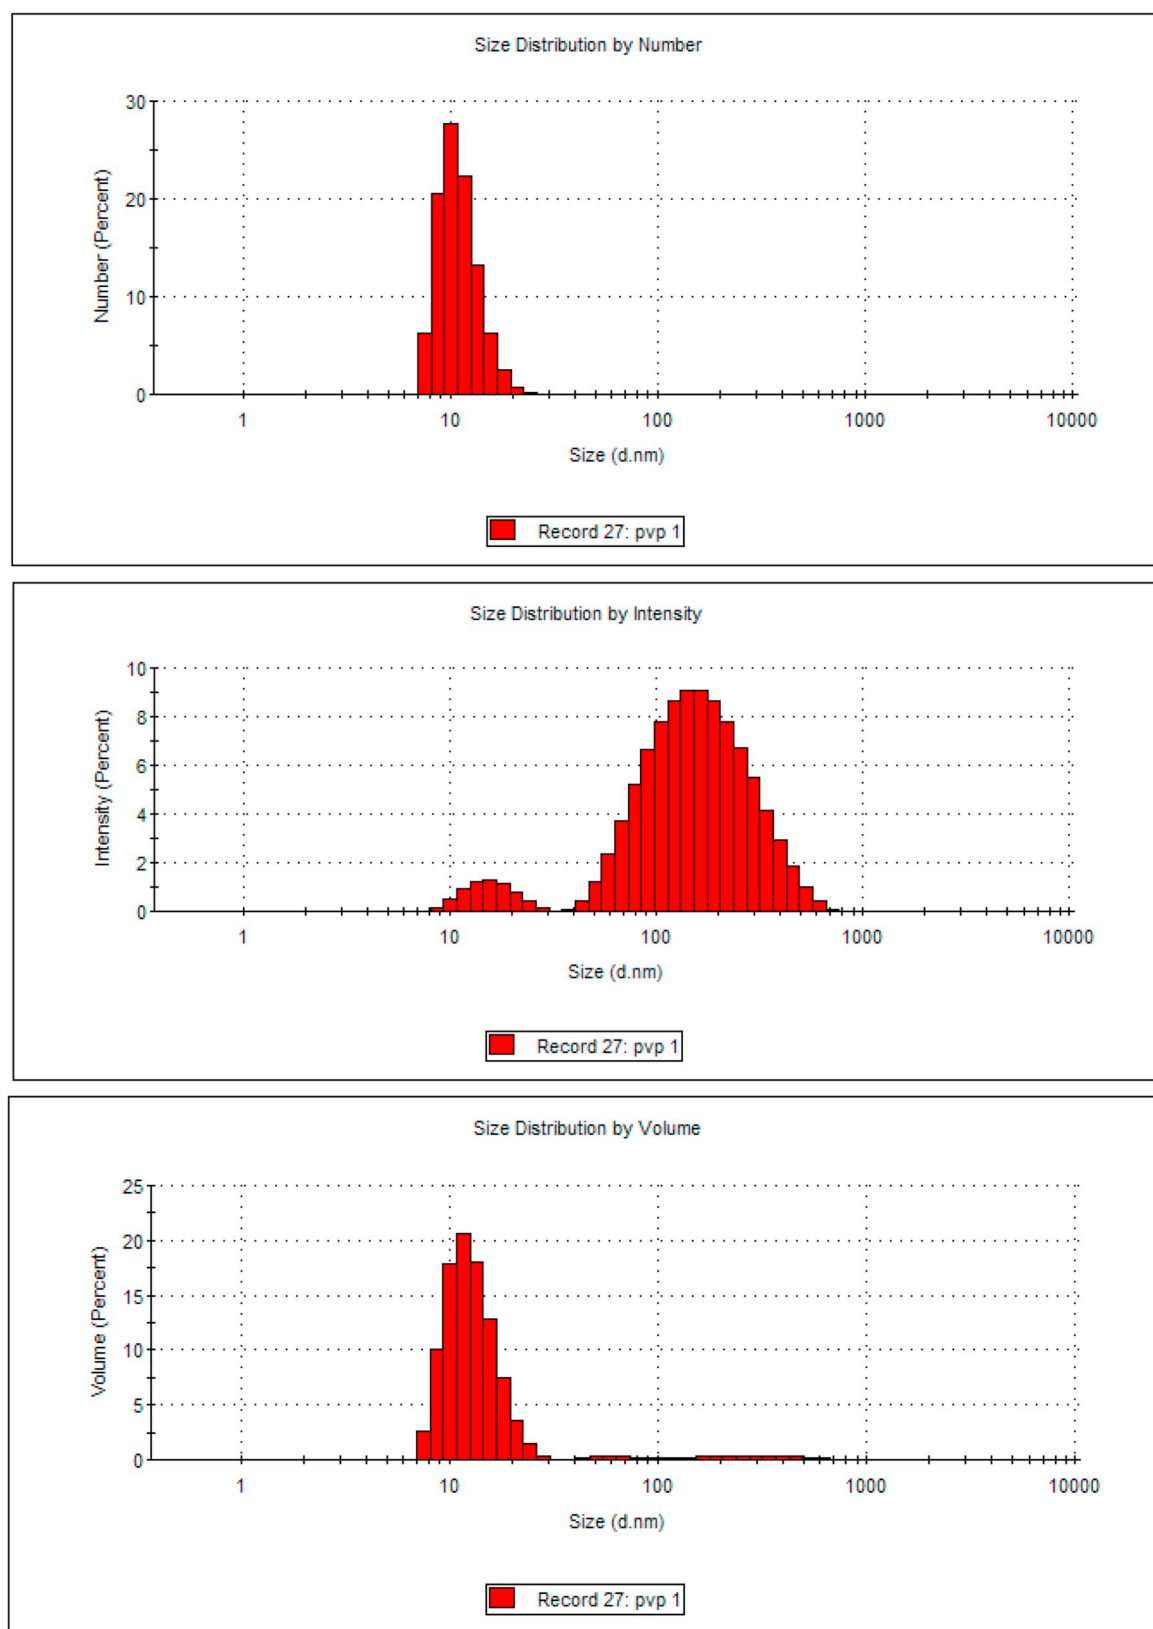 Size Distribution by Number
30
20
10
0
Number (Percent)
1 10 100 1000 10000
Size (d.nm)
Record 27: pvp 1
Size Distribution by Intensity
10
8
6
4
2
0
Intensity (Percent)
1 10 100 1000 10000
Size (d.nm)
Record 27: pvp 1
Size Distribution by Volume
25
20
15
10
5
0
Volume (Percent)
1 10 100 1000 10000
Size (d.nm)
Record 27: pvp 1